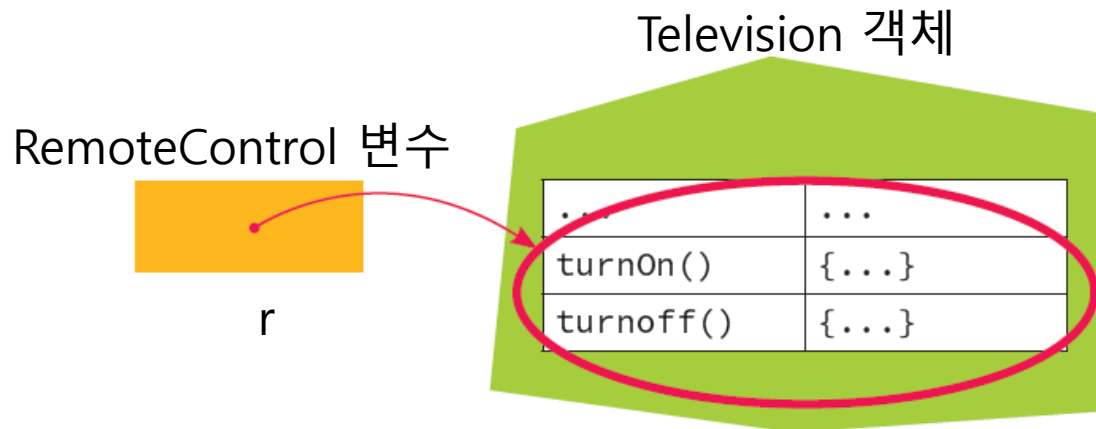 Television 객체
RemoteControl 변수
r
... ...
turnOn() {...}
turnoff() {...}